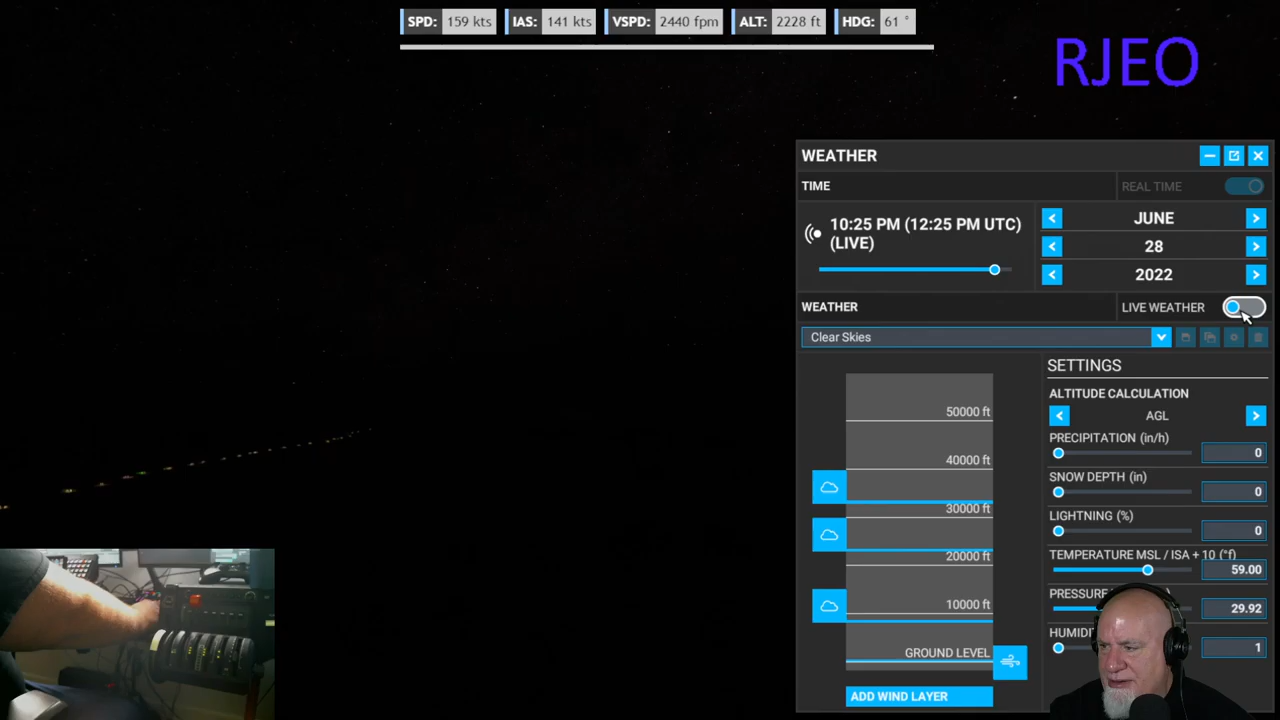 SPD: 159 kts IAS: 141 kts VSPD: 2440 fpm ALT: 2228 ft HDG: 61 °
RJEO
WEATHER
TIME REAL TIME
10:25 PM (12:25 PM UTC)
(LIVE)
JUNE
28
2022
WEATHER LIVE WEATHER
Clear Skies
SETTINGS
ALTITUDE CALCULATION
AGL
PRECIPITATION (in/h)
0
SNOW DEPTH (in)
0
LIGHTNING (%)
0
TEMPERATURE MSL / ISA + 10 (°f)
59.00
PRESSURE
29.92
1
50000 ft
40000 ft
30000 ft
20000 ft
10000 ft
GROUND LEVEL
ADD WIND LAYER